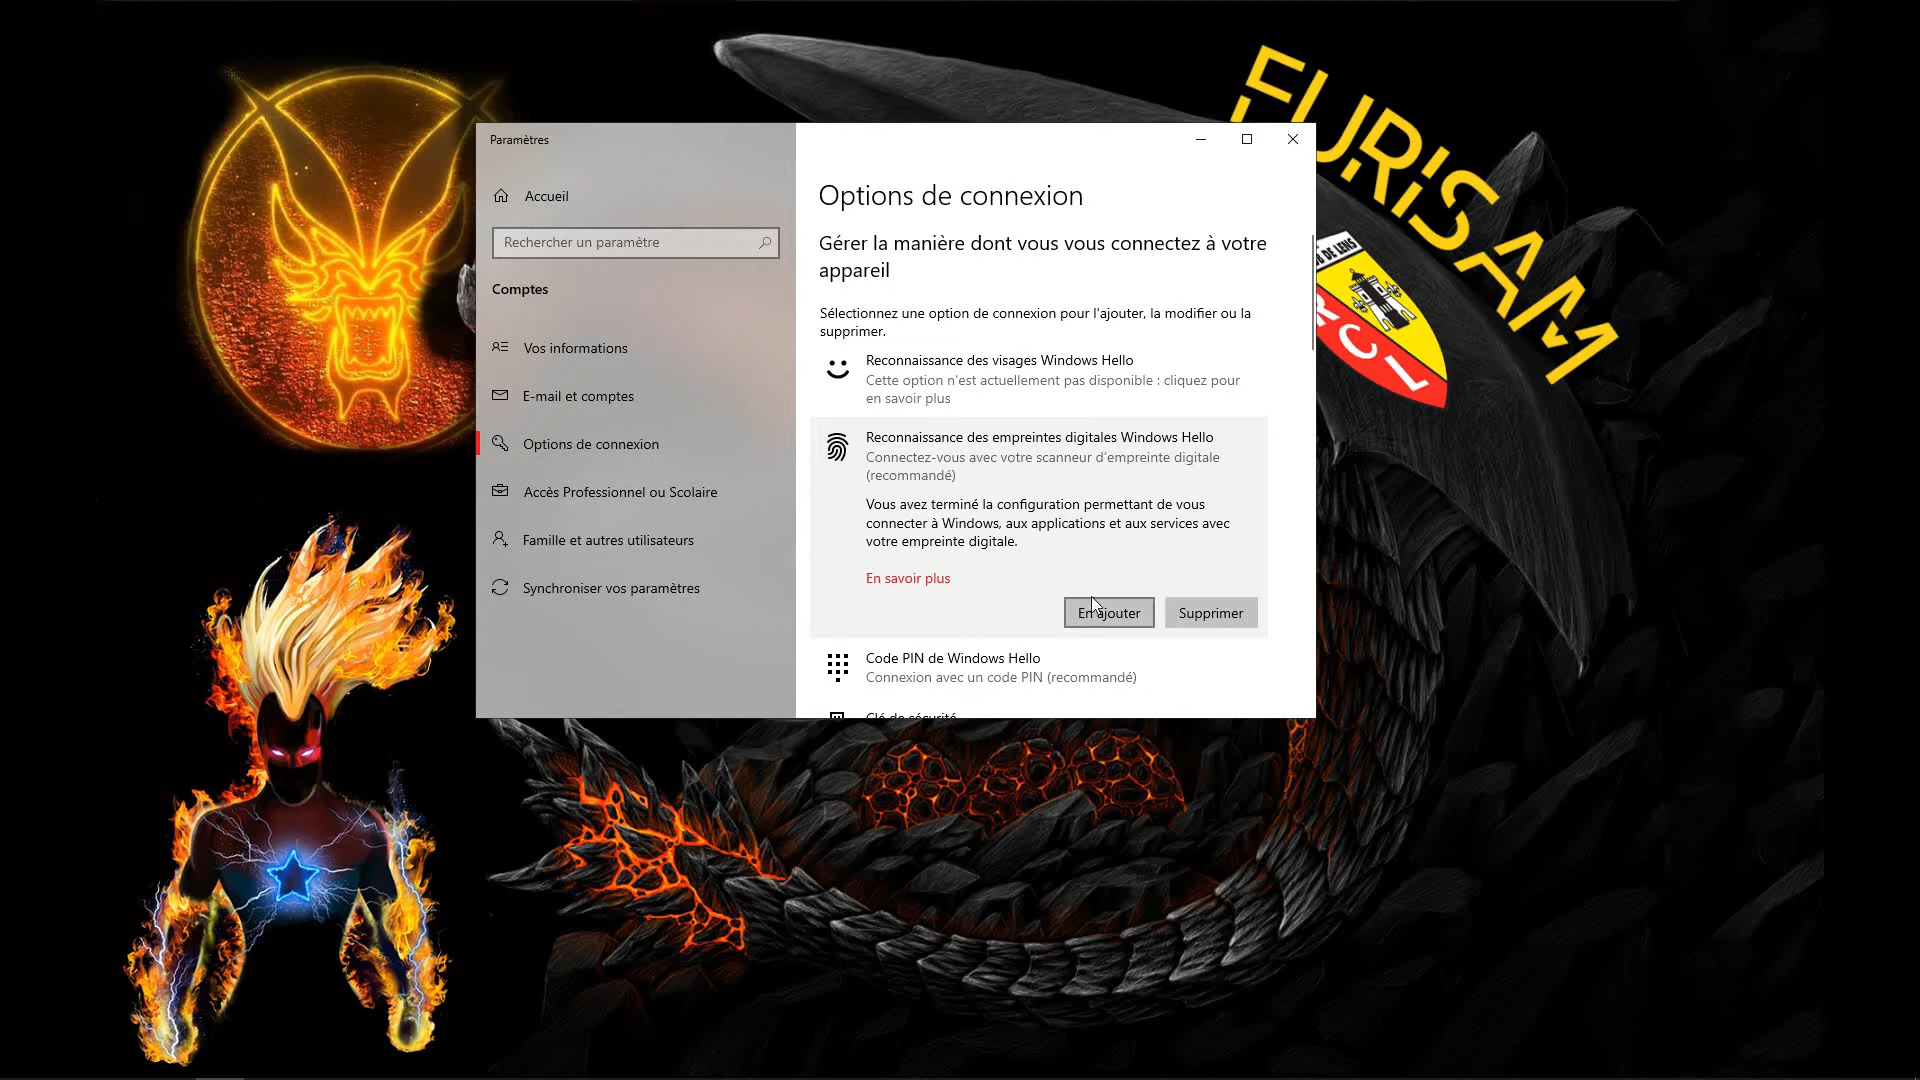 FURISAM
B DE LENS
RCL
Paramètres
Accueil
Rechercher un paramètre
Comptes
Vos informations
E-mail et comptes
Options de connexion
Accès Professionnel ou Scolaire
Famille et autres utilisateurs
Synchroniser vos paramètres
Options de connexion
Gérer la manière dont vous vous connectez à votre
appareil
Sélectionnez une option de connexion pour l'ajouter, la modifier ou la
supprimer.
Reconnaissance des visages Windows Hello
Cette option n'est actuellement pas disponible : cliquez pour
en savoir plus
Reconnaissance des empreintes digitales Windows Hello
Connectez-vous avec votre scanneur d’empreinte digitale
(recommandé)
Vous avez terminé la configuration permettant de vous
connecter à Windows, aux applications et aux services avec
votre empreinte digitale.
En savoir plus
En ajouter
Supprimer
Code PIN de Windows Hello
Connexion avec un code PIN (recommandé)
Clé de sécurité